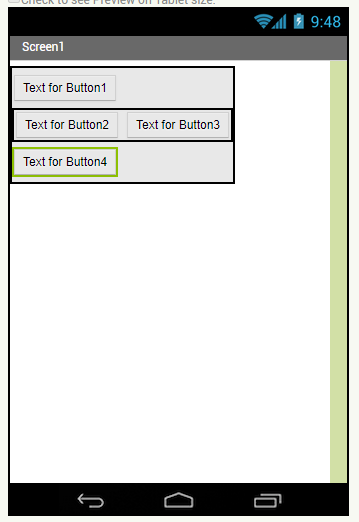 Check to see Preview on Tablet size.
9:48
Screen1
Text for Button1
Text for Button2 Text for Button3
Text for Button4